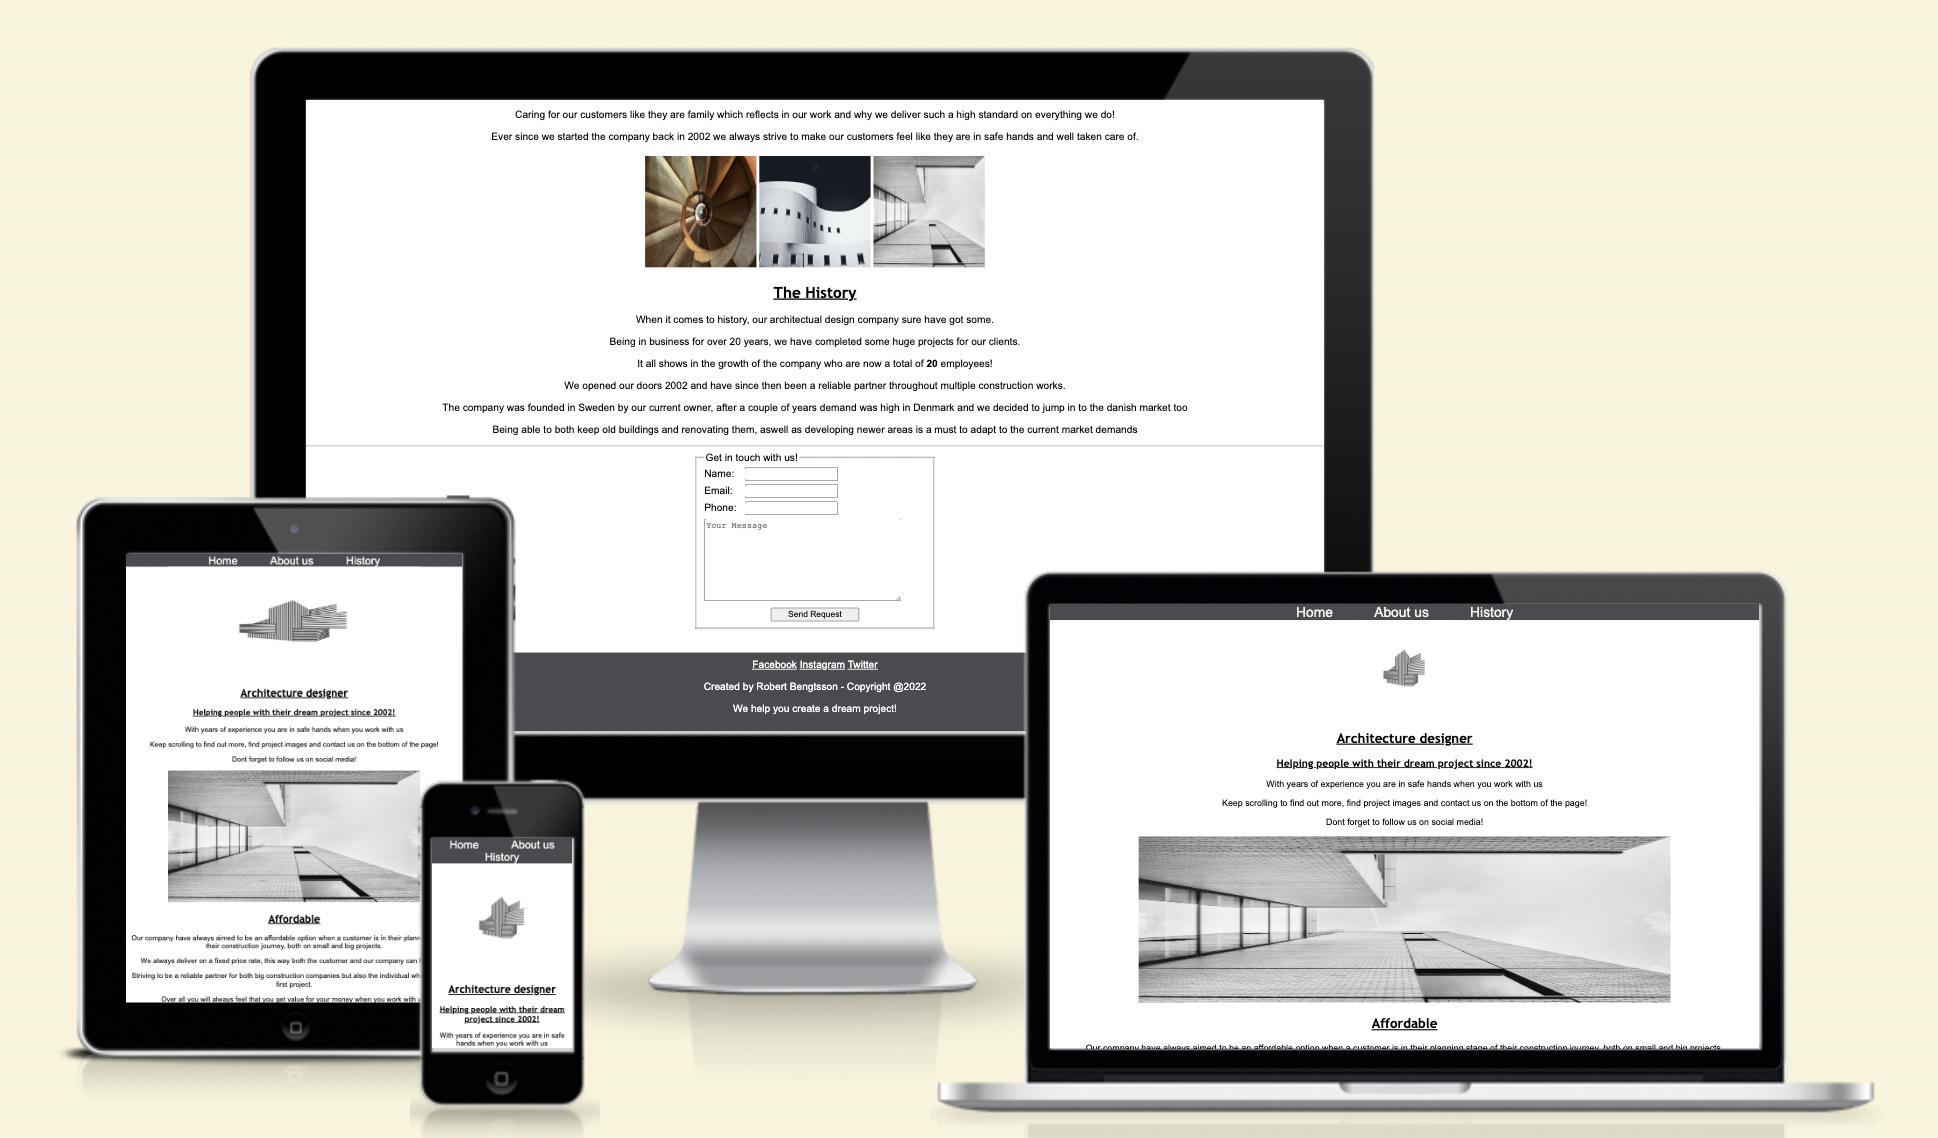 Caring for our customers like they are family which reflects in our work and why we deliver such a high standard on everything we do!
Ever since we started the company back in 2002 we always strive to make our customers feel like they are in safe hands and well taken care of.
The History
When it comes to history, our architectual design company sure have got some.
Being in business for over 20 years, we have completed some huge projects for our clients.
It all shows in the growth of the company who are now a total of 20 employees!
We opened our doors 2002 and have since then been a reliable partner throughout multiple construction works.
The company was founded in Sweden by our current owner, after a couple of years demand was high in Denmark and we decided to jump in to the danish market too
Being able to both keep old buildings and renovating them, aswell as developing newer areas is a must to adapt to the current market demands
Get in touch with us!
Name:
Email:
Phone:
Your Message
Send Request
Facebook Instagram Twitter
Created by Robert Bengtsson - Copyright @2022
We help you create a dream project!
Home About us History
Architecture designer
Helping people with their dream project since 2002!
With years of experience you are in safe hands when you work with us
Keep scrolling to find out more, find project images and contact us on the bottom of the page!
Dont forget to follow us on social media!
Affordable
Our company have always aimed to be an affordable option when a customer is in their
their construction journey, both on small and big projects.
We always deliver on a fixed price rate, this way both the customer and our company can
Striving to be a reliable partner for both big construction companies but also the individual
first project.
Over all you will always feel that you get value for your money when you work with
Home About us
History
Architecture designer
Helping people with their dream
project since 2002!
With years of experience you are in safe
hands when you work with us
Home About us History
Architecture designer
Helping people with their dream project since 2002!
With years of experience you are in safe hands when you work with us
Keep scrolling to find out more, find project images and contact us on the bottom of the page!
Dont forget to follow us on social media!
Affordable
Our company have always aimed to be an affordable option when a customer is in their planning stage of their construction journey, both on small and big projects